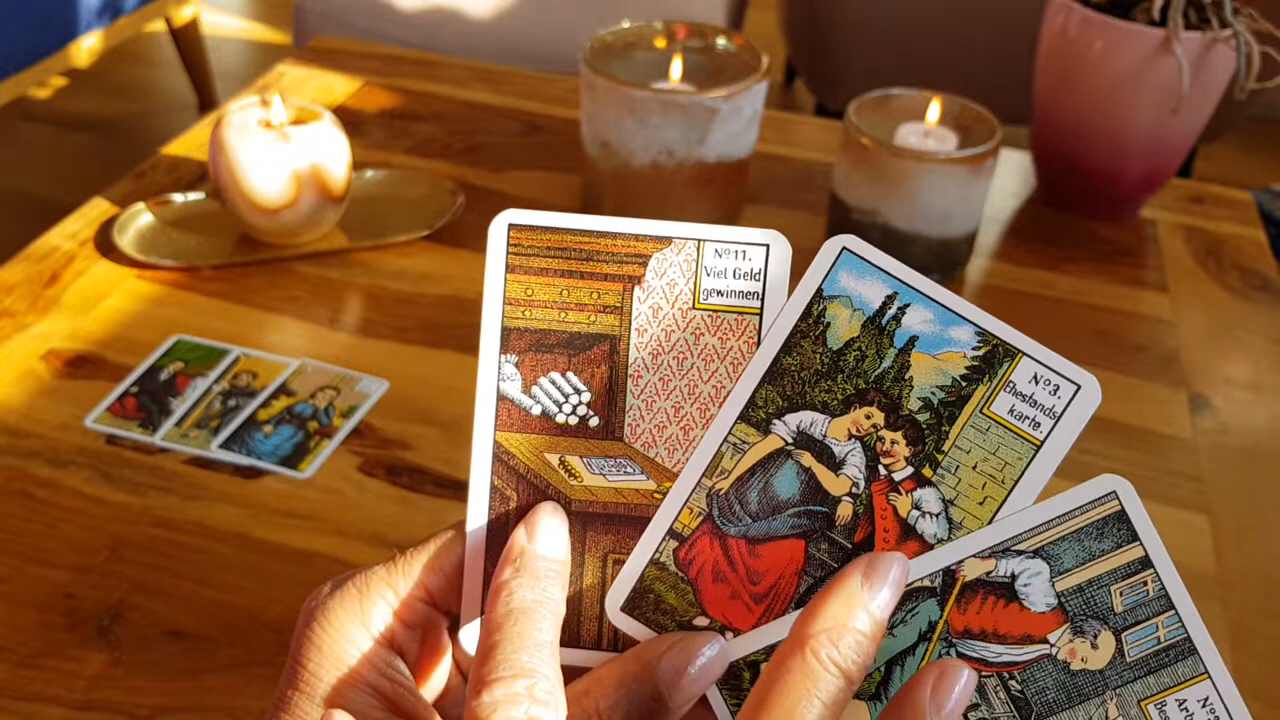 Nº11.
Viel Geld
gewinnen.
Nº3.
Ehestands
karte.